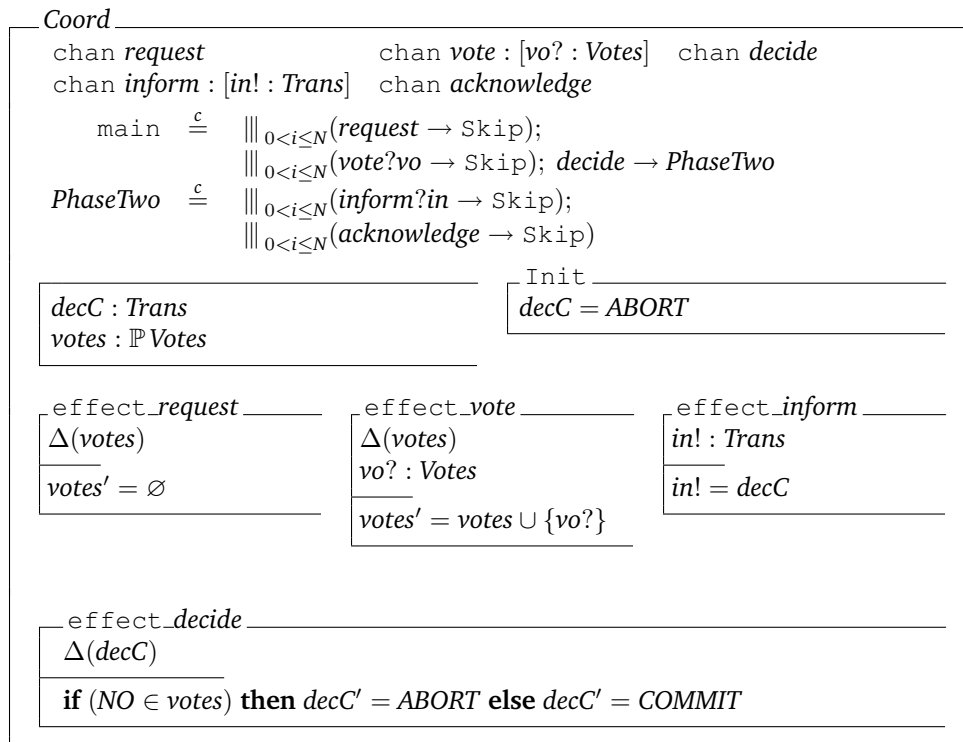 Coord
chan request chan vote : [vo? : Votes] chan decide
chan inform : [in! : Trans] chan acknowledge
main c= |||0<i≤N(request → Skip);
|||0<i≤N(vote?vo → Skip); decide → PhaseTwo
PhaseTwo c= |||0<i≤N(inform?in → Skip);
|||0<i≤N(acknowledge → Skip)
decC : Trans
votes : ℙ Votes
Init
decC = ABORT
effect_request
Δ(votes)
votes′ = ∅
effect_vote
Δ(votes)
vo? : Votes
votes′ = votes ∪ {vo?}
effect_inform
in! : Trans
in! = decC
effect_decide
Δ(decC)
if (NO ∈ votes) then decC′ = ABORT else decC′ = COMMIT